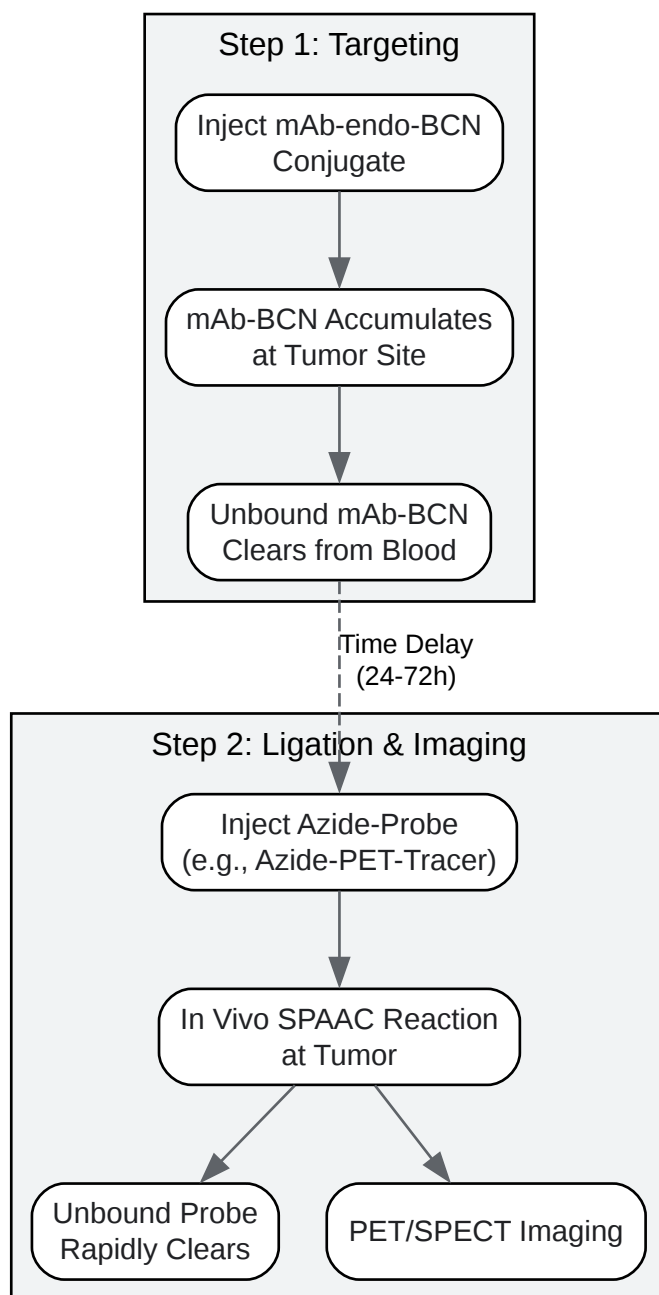 Step 1: Targeting
Inject mAb-endo-BCN
Conjugate
mAb-BCN Accumulates
at Tumor Site
Unbound mAb-BCN
Clears from Blood
Time Delay
(24-72h)
Step 2: Ligation & Imaging
Inject Azide-Probe
(e.g., Azide-PET-Tracer)
In Vivo SPAAC Reaction
at Tumor
Unbound Probe
Rapidly Clears
PET/SPECT Imaging